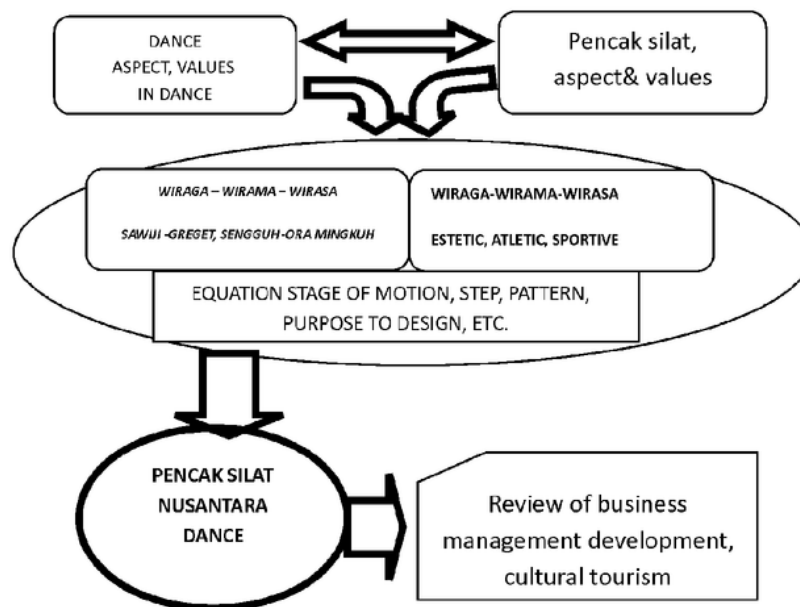 DANCE
ASPECT, VALUES
IN DANCE
Pencak silat,
aspect& values
WIRAGA – WIRAMA – WIRASA
SAWIJI -GREGET, SENGGUH -ORA MINGKUH
WIRAGA-WIRAMA-WIRASA
ESTETIC, ATLETIC, SPORTIVE
EQUATION STAGE OF MOTION, STEP, PATTERN,
PURPOSE TO DESIGN, ETC.
PENCAK SILAT
NUSANTARA
DANCE
Review of business
management development,
cultural tourism